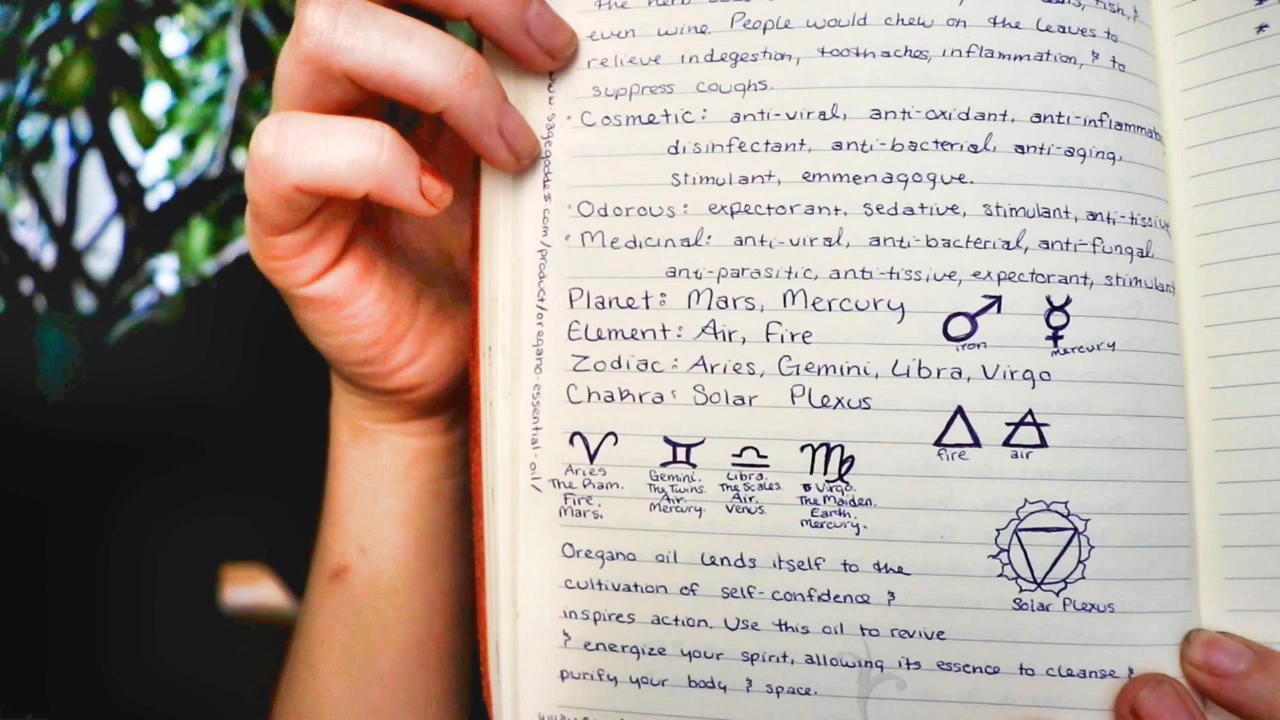 the herb
even wine. People would chew on the leaves to
relieve indegestion, toothaches, inflammation, & to
suppress coughs.
· Cosmetic: anti-viral, anti-oxidant, anti-inflammato
disinfectant, anti-bacterial, anti-aging,
stimulant, emmenagogue.
· Odorous: expectorant, sedative, stimulant, anti-tissiv
· Medicinal: anti-viral, anti-bacterial, anti-fungal
anti-parasitic, anti-tissive, expectorant, stimulant
Planet: Mars, Mercury
iron
mercury
Element: Air, Fire
Zodiac: Aries, Gemini, Libra, Virgo
Chakra: Solar Plexus
fire
air
Aries
The Ram.
Fire.
Mars.
Gemini.
The Twins.
Air.
Mercury.
Libra.
The Scales.
Air.
Venus.
Virgo.
The Maiden.
Earth.
Mercury.
Solar Plexus
Oregano oil lends itself to the
cultivation of self-confidence &
inspires action. Use this oil to revive
& energize your spirit, allowing its essence to cleanse &
purify your body & space.
www.sagegoddess.com/product/oregano-essential-oil/